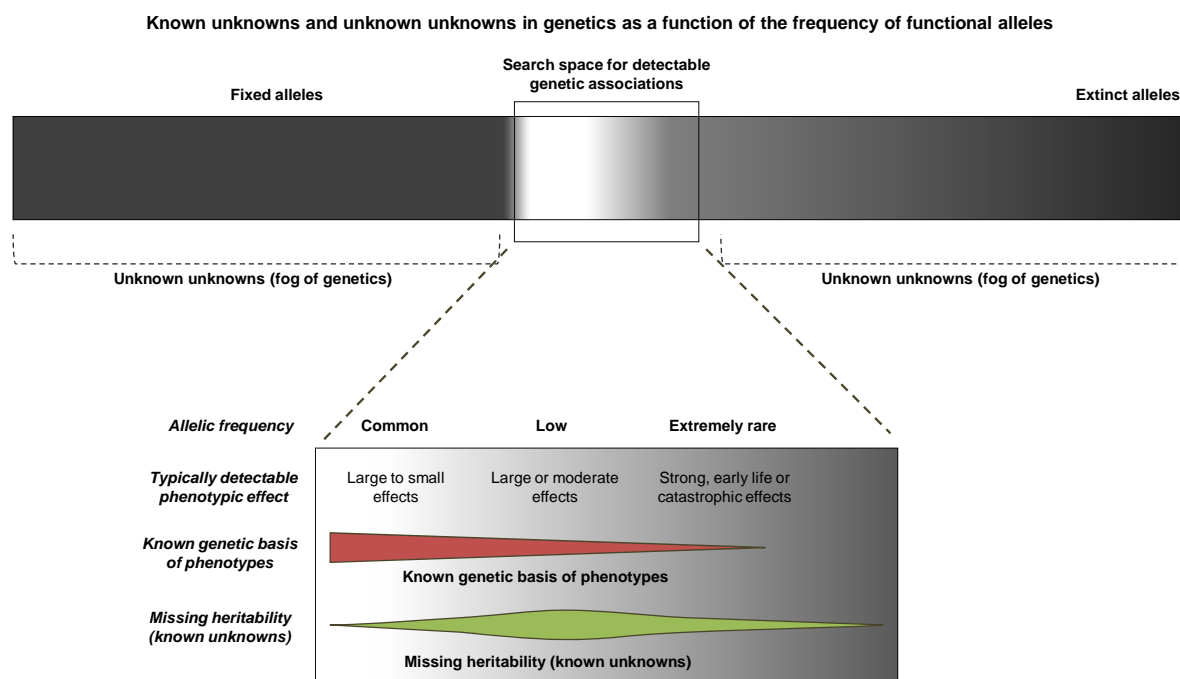 Known unknowns and unknown unknowns in genetics as a function of the frequency of functional alleles
Search space for detectable
genetic associations
Fixed alleles
Extinct alleles
Unknown unknowns (fog of genetics)
Unknown unknowns (fog of genetics)
Allelic frequency
Common
Low
Extremely rare
Typically detectable
phenotypic effect
Large to small
effects
Large or moderate
effects
Strong, early life or
catastrophic effects
Known genetic basis
of phenotypes
Known genetic basis of phenotypes
Missing heritability
(known unknowns)
Missing heritability (known unknowns)